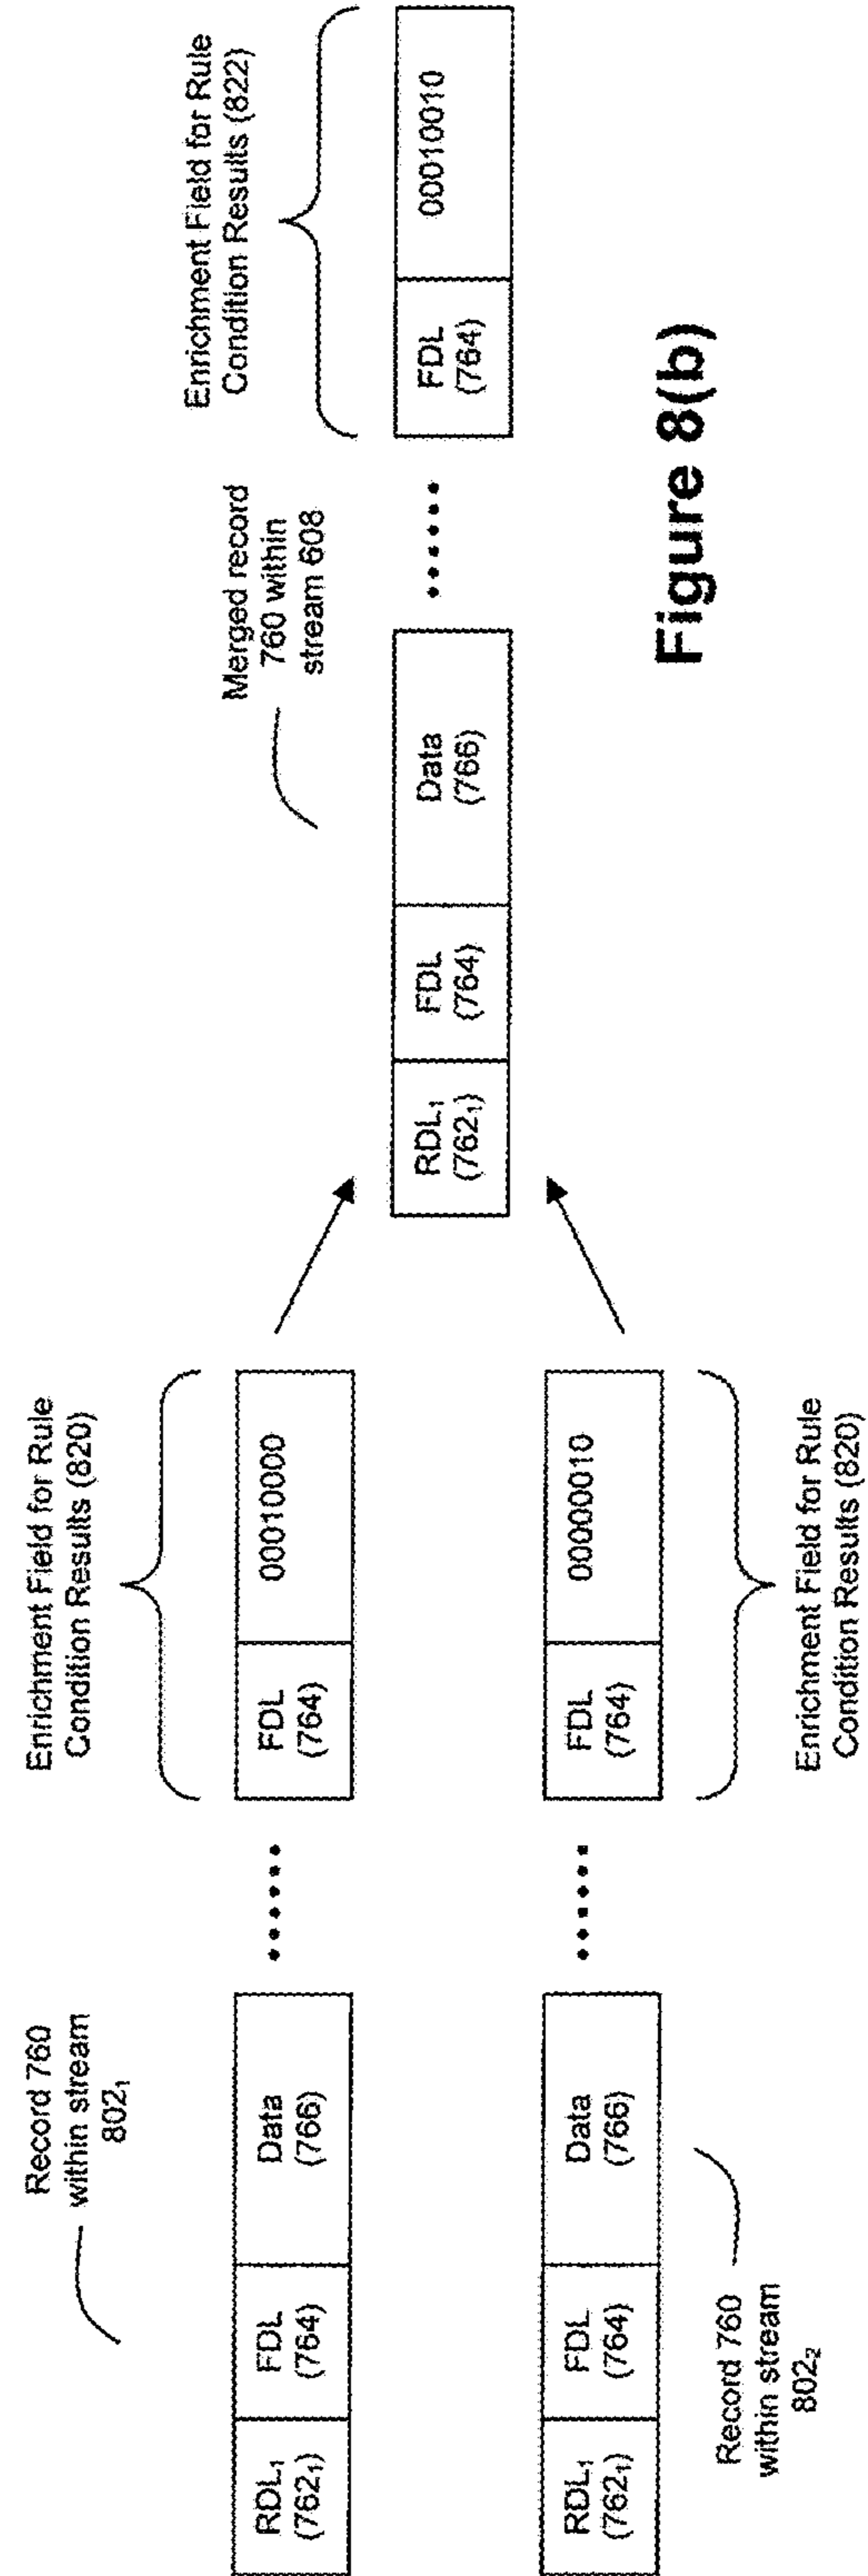 Record 760
within stream
802₁
RDL₁
(762₁)
FDL
(764)
Data
(766)
......
Enrichment Field for Rule
Condition Results (820)
FDL
(764)
00010000
RDL₁
(762₁)
FDL
(764)
Data
(766)
......
FDL
(764)
00000010
Record 760
within stream
802₂
Enrichment Field for Rule
Condition Results (820)
Merged record
760 within
stream 608
RDL₁
(762₁)
FDL
(764)
Data
(766)
......
Enrichment Field for Rule
Condition Results (822)
FDL
(764)
00010010
Figure 8(b)